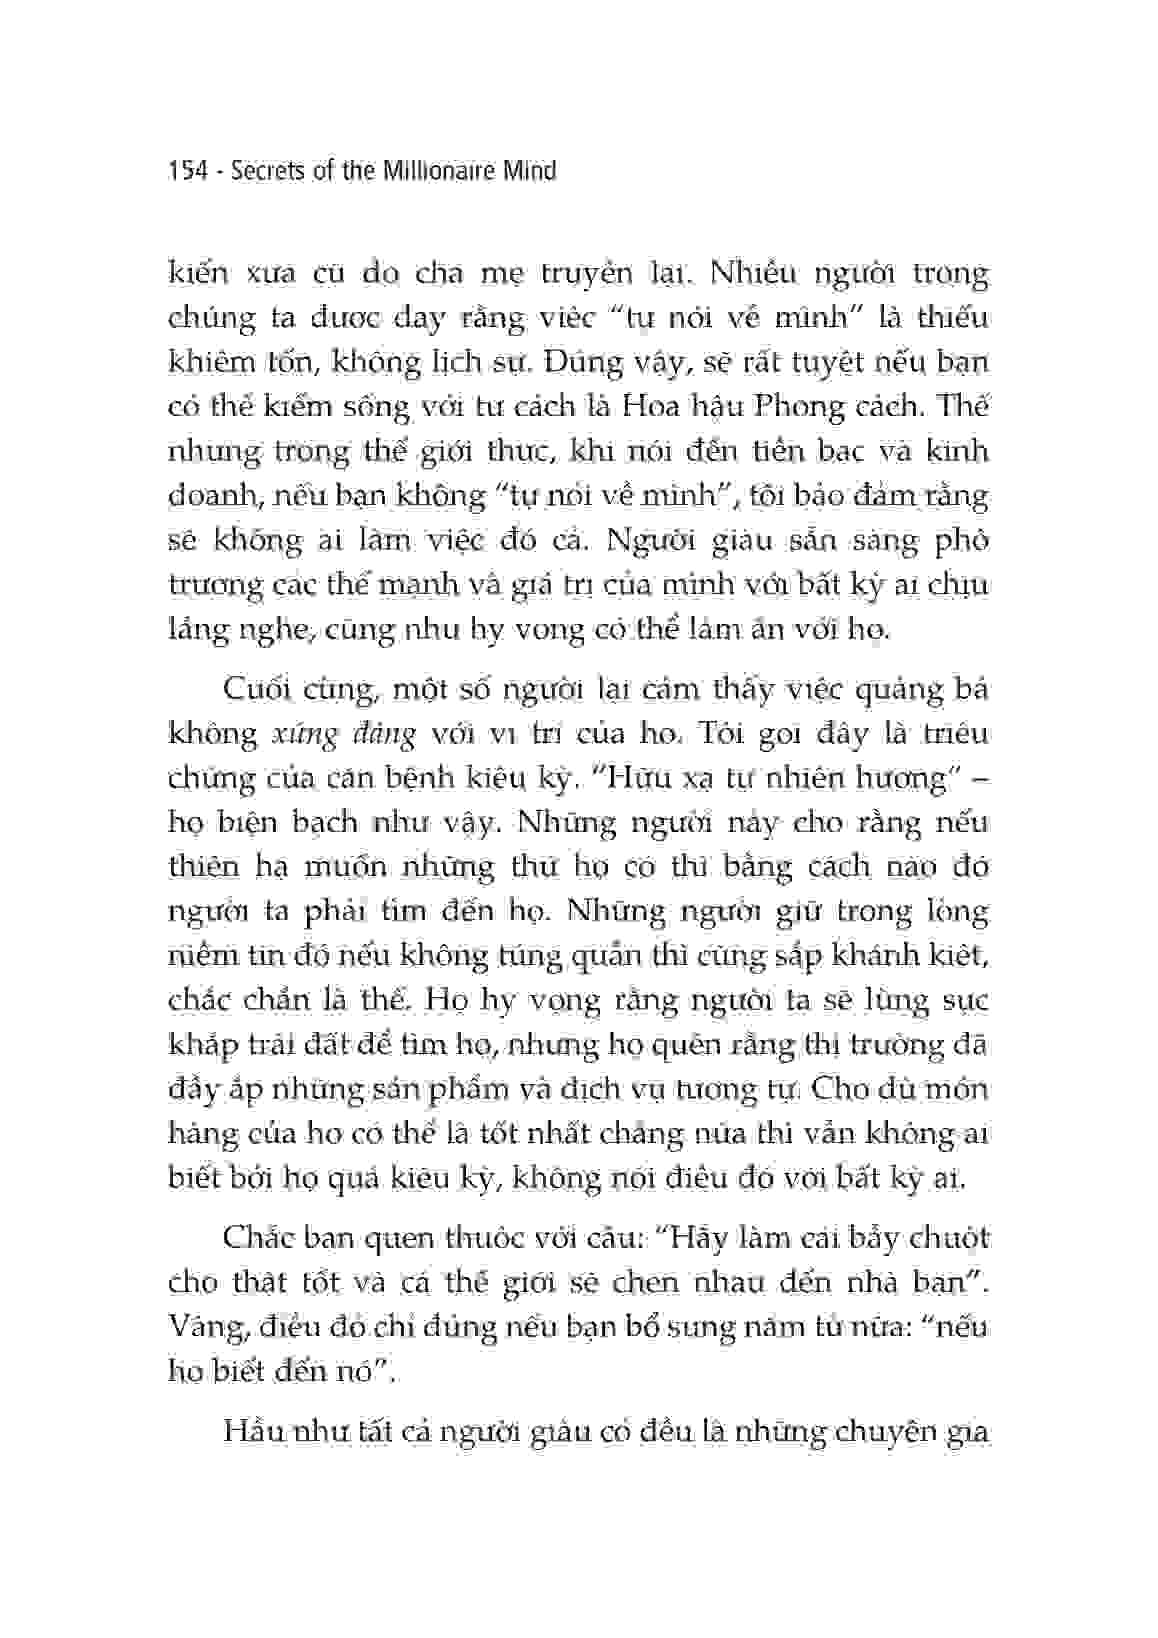 154 - Secrets of the Millionaire Mind
kiến xưa cũ do cha mẹ truyền lại. Nhiều người trong
chúng ta được dạy rằng việc “tự nói về mình” là thiếu
khiêm tốn, không lịch sự. Đúng vậy, sẽ rất tuyệt nếu bạn
có thể kiếm sống với tư cách là Hoa hậu Phong cách. Thế
nhưng trong thế giới thực, khi nói đến tiền bạc và kinh
doanh, nếu bạn không “tự nói về mình”, tôi bảo đảm rằng
sẽ không ai làm việc đó cả. Người giàu sẵn sàng phô
trương các thế mạnh và giá trị của mình với bất kỳ ai chịu
lắng nghe, cũng như hy vọng có thể làm ăn với họ.
Cuối cùng, một số người lại cảm thấy việc quảng bá
không xứng đáng với vị trí của họ. Tôi gọi đây là triệu
chứng của căn bệnh kiêu kỳ. “Hữu xạ tự nhiên hương” –
họ biện bạch như vậy. Những người này cho rằng nếu
thiên hạ muốn những thứ họ có thì bằng cách nào đó
người ta phải tìm đến họ. Những người giữ trong lòng
niềm tin đó nếu không túng quẫn thì cũng sắp khánh kiệt,
chắc chắn là thế. Họ hy vọng rằng người ta sẽ lùng sục
khắp trái đất để tìm họ, nhưng họ quên rằng thị trường đã
đầy ắp những sản phẩm và dịch vụ tương tự. Cho dù món
hàng của họ có thể là tốt nhất chăng nữa thì vẫn không ai
biết bởi họ quá kiêu kỳ, không nói điều đó với bất kỳ ai.
Chắc bạn quen thuộc với câu: “Hãy làm cái bẫy chuột
cho thật tốt và cả thế giới sẽ chen nhau đến nhà bạn”.
Vâng, điều đó chỉ đúng nếu bạn bổ sung năm từ nữa: “nếu
họ biết đến nó”.
Hầu như tất cả người giàu có đều là những chuyên gia